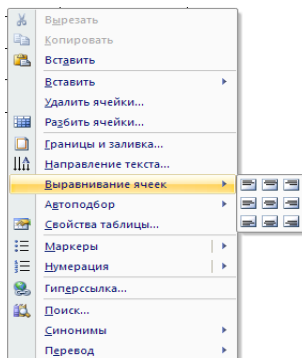 Вырезать
Копировать
Вставить
Вставить
Удалить ячейки...
Разбить ячейки...
Границы и заливка...
Направление текста...
Выравнивание ячеек
Автоподбор
Свойства таблицы...
Маркеры
Нумерация
Гиперссылка...
Поиск...
Синонимы
Перевод